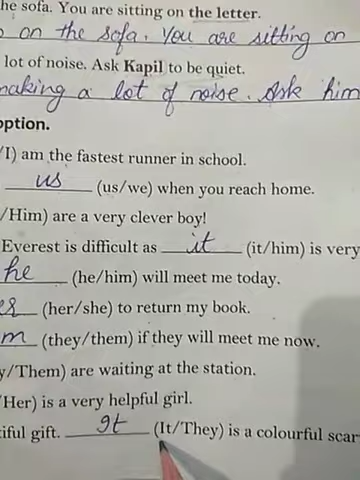 he sofa. You are sitting on the letter.
on the sofa. You are sitting on
lot of noise. Ask Kapil to be quiet.
making a lot of noise. Ask him
option.
/I) am the fastest runner in school.
us (us/we) when you reach home.
/Him) are a very clever boy!
Everest is difficult as it (it/him) is very
he (he/him) will meet me today.
(her/she) to return my book.
m (they/them) if they will meet me now.
y/Them) are waiting at the station.
/Her) is a very helpful girl.
tiful gift. It (It/They) is a colourful scar